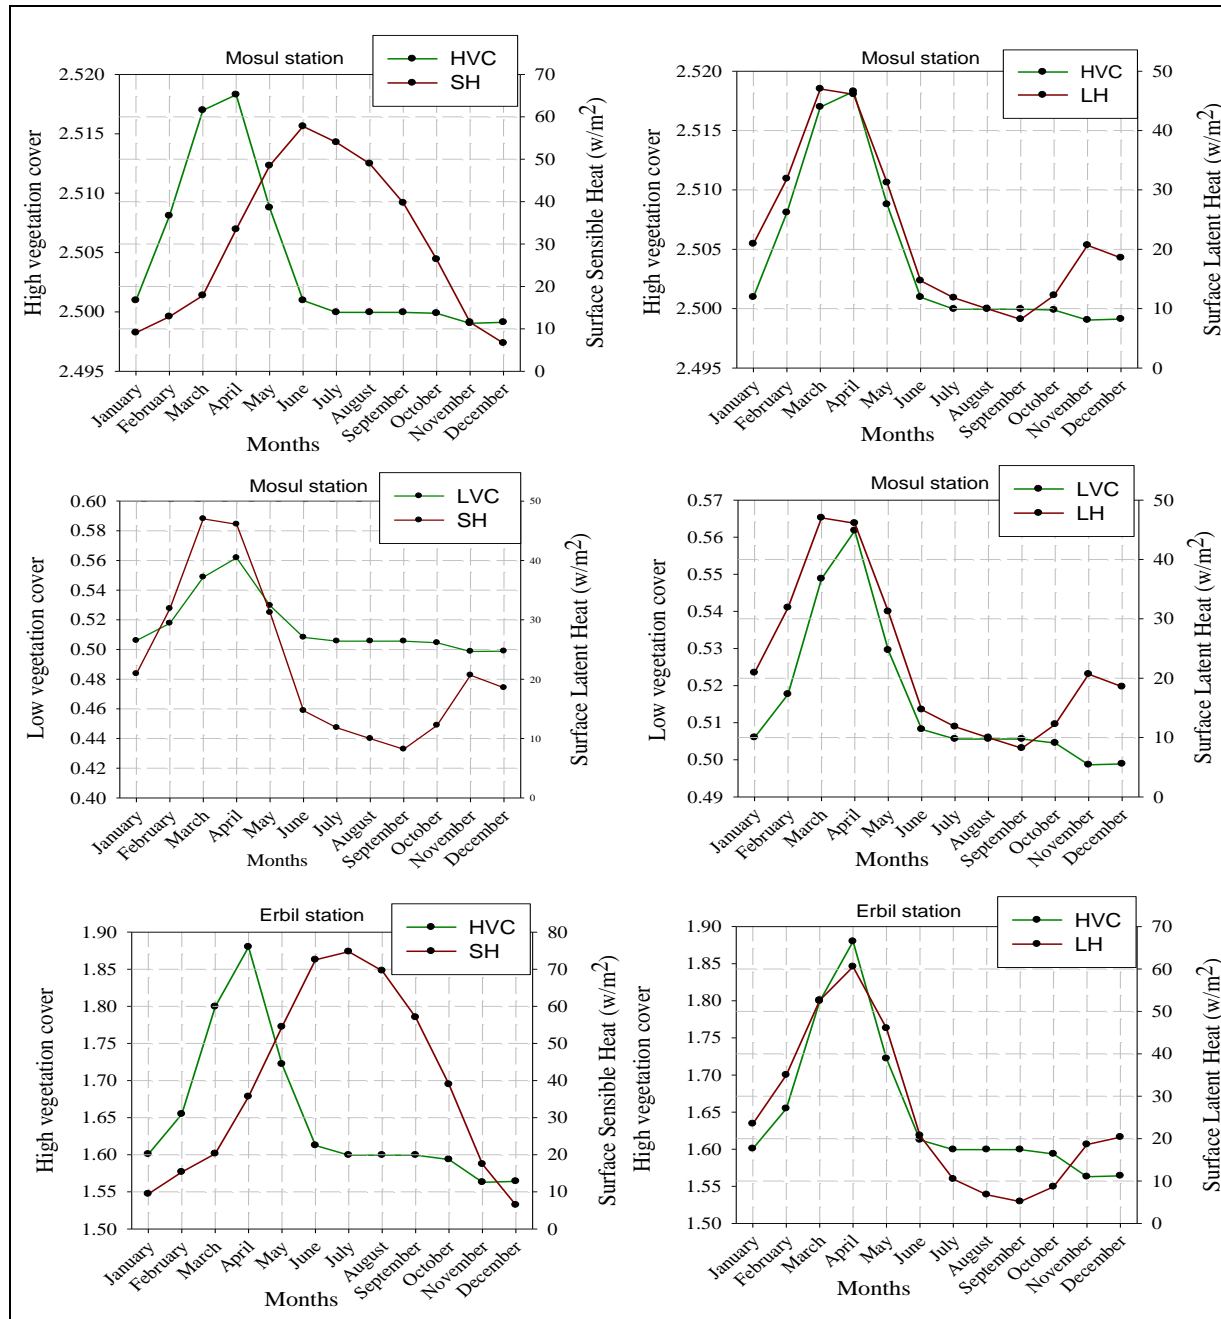 Mosul station
HVC
SH
2.520
2.515
2.510
2.505
2.500
2.495
High vegetation cover
70
60
50
40
30
20
10
0
Surface Sensible Heat (w/m²)
January
February
March
April
May
June
July
August
September
October
November
December
Months
Mosul station
HVC
LH
2.520
2.515
2.510
2.505
2.500
2.495
High vegetation cover
50
40
30
20
10
0
Surface Latent Heat (w/m²)
January
February
March
April
May
June
July
August
September
October
November
December
Months
Mosul station
LVC
SH
0.60
0.58
0.56
0.54
0.52
0.50
0.48
0.46
0.44
0.42
0.40
Low vegetation cover
50
40
30
20
10
0
Surface Latent Heat (w/m²)
January
February
March
April
May
June
July
August
September
October
November
December
Months
Mosul station
LVC
LH
0.57
0.56
0.55
0.54
0.53
0.52
0.51
0.50
0.49
Low vegetation cover
50
40
30
20
10
0
Surface Latent Heat (w/m²)
January
February
March
April
May
June
July
August
September
October
November
December
Months
Erbil station
HVC
SH
1.90
1.85
1.80
1.75
1.70
1.65
1.60
1.55
1.50
High vegetation cover
80
70
60
50
40
30
20
10
0
Surface Sensible Heat (w/m²)
January
February
March
April
May
June
July
August
September
October
November
December
Months
Erbil station
HVC
LH
1.90
1.85
1.80
1.75
1.70
1.65
1.60
1.55
1.50
High vegetation cover
70
60
50
40
30
20
10
0
Surface Latent Heat (w/m²)
January
February
March
April
May
June
July
August
September
October
November
December
Months